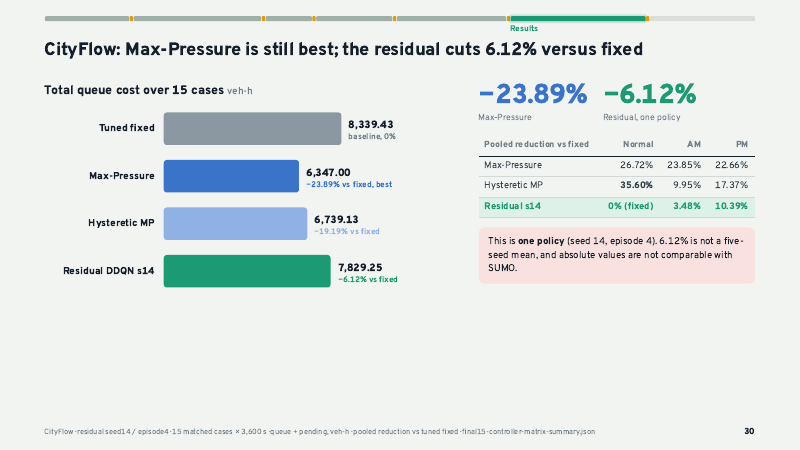 Results
CityFlow: Max-Pressure is still best; the residual cuts 6.12% versus fixed
Total queue cost over 15 cases veh-h
Tuned fixed
8,339.43
baseline, 0%
Max-Pressure
6,347.00
−23.89% vs fixed, best
Hysteretic MP
6,739.13
−19.19% vs fixed
Residual DDQN s14
7,829.25
−6.12% vs fixed
−23.89%
Max-Pressure
−6.12%
Residual, one policy
Pooled reduction vs fixed Normal AM PM
Max-Pressure 26.72% 23.85% 22.66%
Hysteretic MP 35.60% 9.95% 17.37%
Residual s14 0% (fixed) 3.48% 10.39%
This is one policy (seed 14, episode 4). 6.12% is not a five-
seed mean, and absolute values are not comparable with
SUMO.
CityFlow · residual seed14 / episode4 · 15 matched cases × 3,600 s · queue + pending, veh-h · pooled reduction vs tuned fixed · final15-controller-matrix-summary.json
30